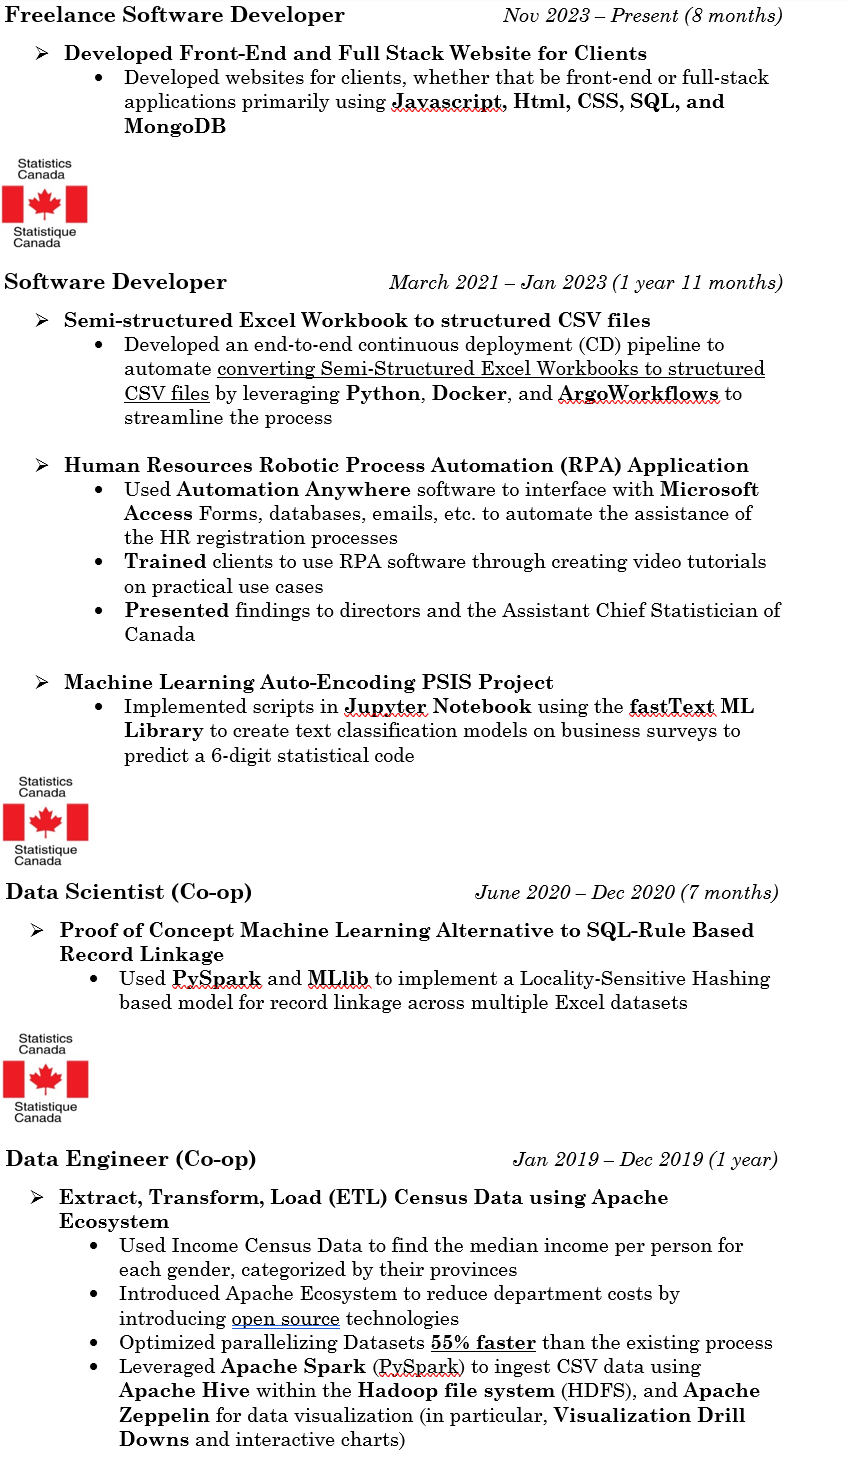 Freelance Software Developer Nov 2023 – Present (8 months)
➢ Developed Front-End and Full Stack Website for Clients
• Developed websites for clients, whether that be front-end or full-stack
applications primarily using Javascript, Html, CSS, SQL, and
MongoDB
Statistics
Canada
Statistique
Canada
Software Developer March 2021 – Jan 2023 (1 year 11 months)
➢ Semi-structured Excel Workbook to structured CSV files
• Developed an end-to-end continuous deployment (CD) pipeline to
automate converting Semi-Structured Excel Workbooks to structured
CSV files by leveraging Python, Docker, and ArgoWorkflows to
streamline the process
➢ Human Resources Robotic Process Automation (RPA) Application
• Used Automation Anywhere software to interface with Microsoft
Access Forms, databases, emails, etc. to automate the assistance of
the HR registration processes
• Trained clients to use RPA software through creating video tutorials
on practical use cases
• Presented findings to directors and the Assistant Chief Statistician of
Canada
➢ Machine Learning Auto-Encoding PSIS Project
• Implemented scripts in Jupyter Notebook using the fastText ML
Library to create text classification models on business surveys to
predict a 6-digit statistical code
Statistics
Canada
Statistique
Canada
Data Scientist (Co-op) June 2020 – Dec 2020 (7 months)
➢ Proof of Concept Machine Learning Alternative to SQL-Rule Based
Record Linkage
• Used PySpark and MLlib to implement a Locality-Sensitive Hashing
based model for record linkage across multiple Excel datasets
Statistics
Canada
Statistique
Canada
Data Engineer (Co-op) Jan 2019 – Dec 2019 (1 year)
➢ Extract, Transform, Load (ETL) Census Data using Apache
Ecosystem
• Used Income Census Data to find the median income per person for
each gender, categorized by their provinces
• Introduced Apache Ecosystem to reduce department costs by
introducing open source technologies
• Optimized parallelizing Datasets 55% faster than the existing process
• Leveraged Apache Spark (PySpark) to ingest CSV data using
Apache Hive within the Hadoop file system (HDFS), and Apache
Zeppelin for data visualization (in particular, Visualization Drill
Downs and interactive charts)